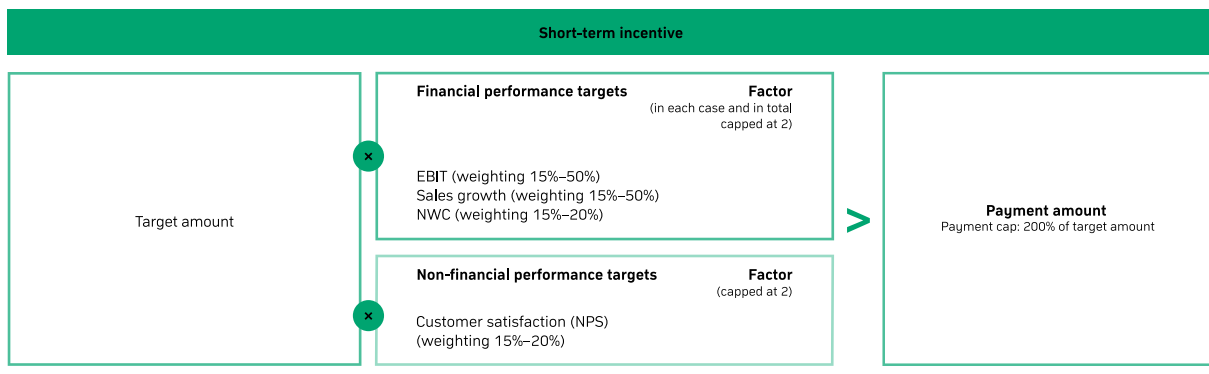 Short-term incentive
Target amount
×
Financial performance targets Factor
(in each case and in total
capped at 2)
EBIT (weighting 15%–50%)
Sales growth (weighting 15%–50%)
NWC (weighting 15%–20%)
×
Non-financial performance targets Factor
(capped at 2)
Customer satisfaction (NPS)
(weighting 15%–20%)
>
Payment amount
Payment cap: 200% of target amount